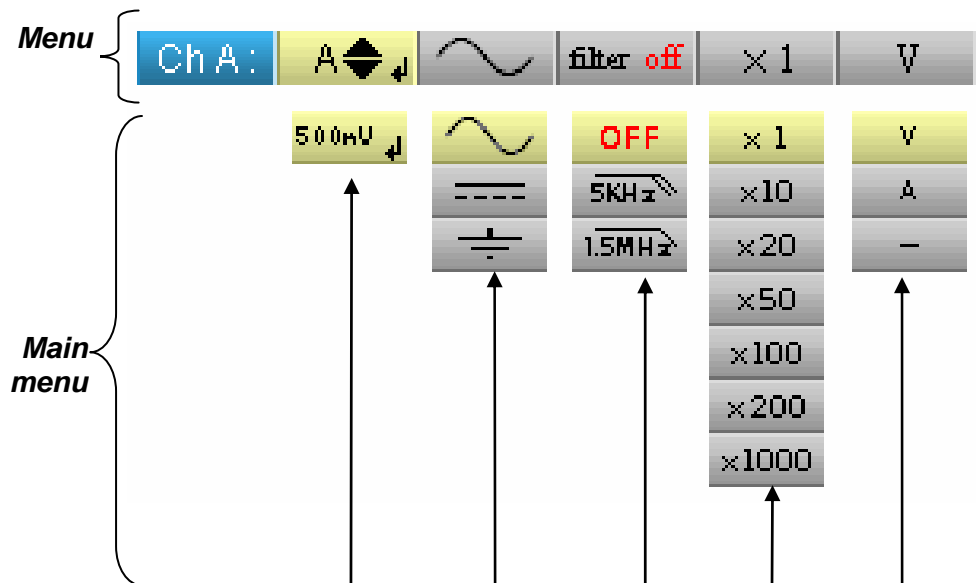 Menu
Ch A: A filter off ×1 V
500mV OFF ×1 V
5KHz ×10 A
1.5MHz ×20 –
×50
Main menu
×100
×200
×1000